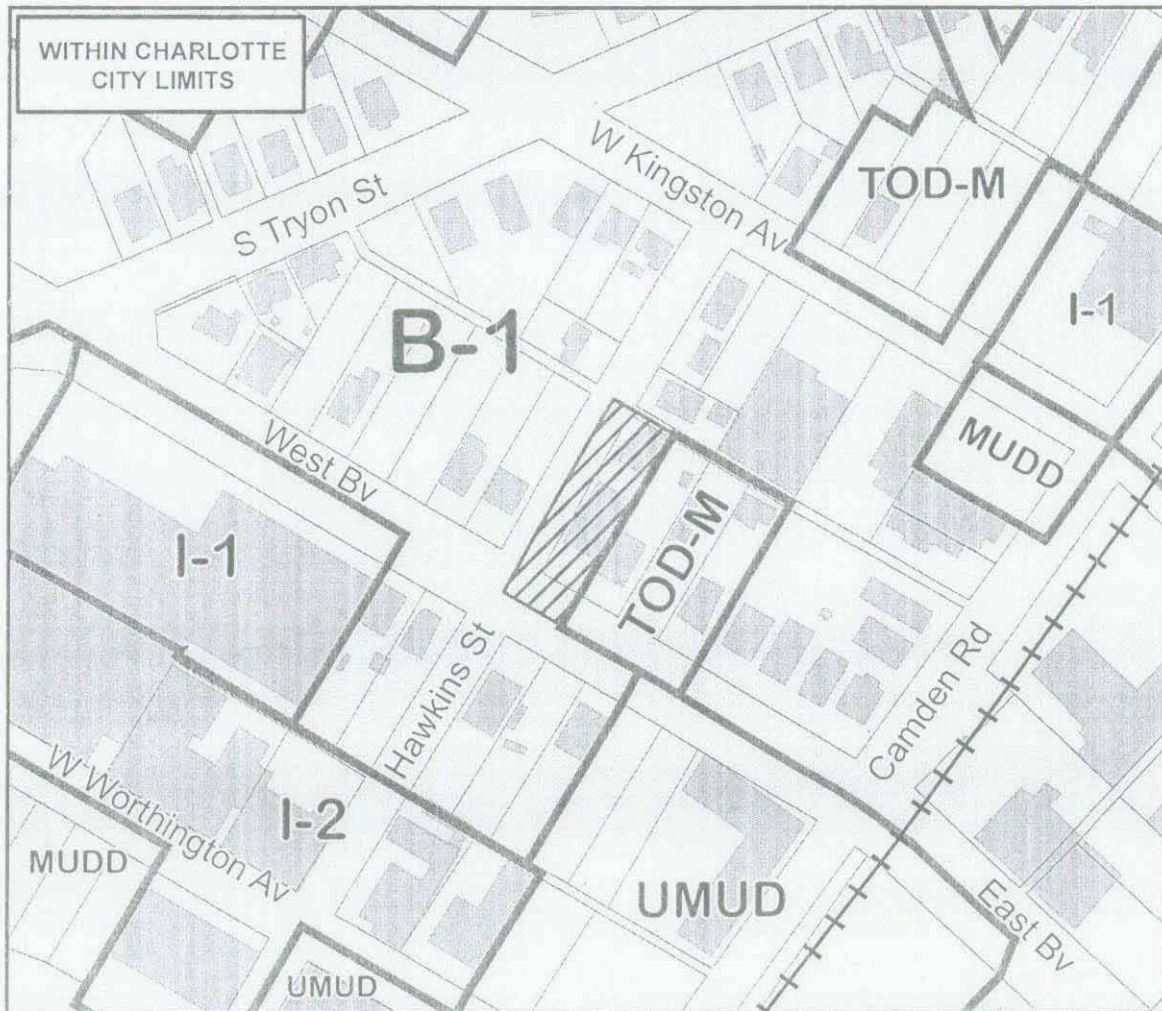 WITHIN CHARLOTTE
CITY LIMITS
W Kingston Av
TOD-M
S Tryon St
I-1
B-1
MUDD
West Bv
TOD-M
I-1
Hawkins St
Camden Rd
W Worthington Av
I-2
MUDD
UMUD
East Bv
UMUD